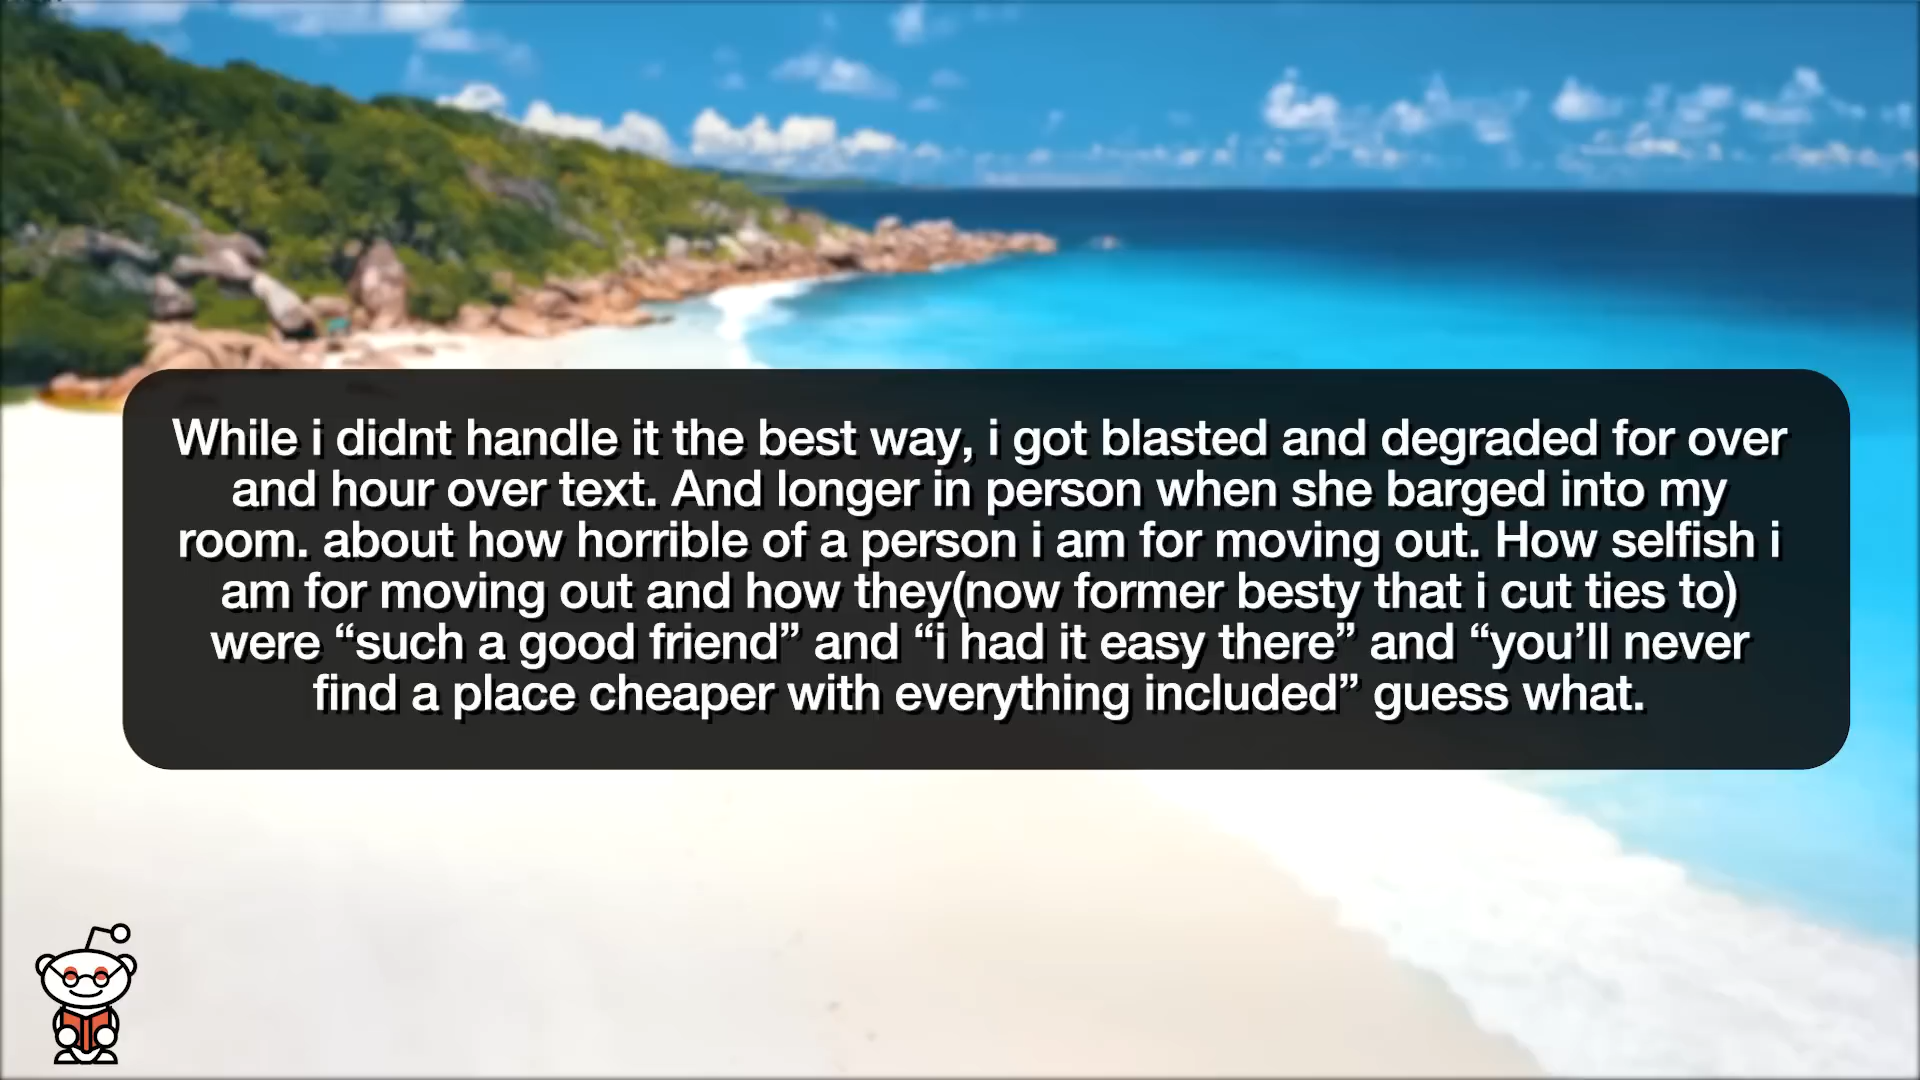 While i didnt handle it the best way, i got blasted and degraded for over
and hour over text. And longer in person when she barged into my
room. about how horrible of a person i am for moving out. How selfish i
am for moving out and how they(now former besty that i cut ties to)
were “such a good friend” and “i had it easy there” and “you’ll never
find a place cheaper with everything included” guess what.